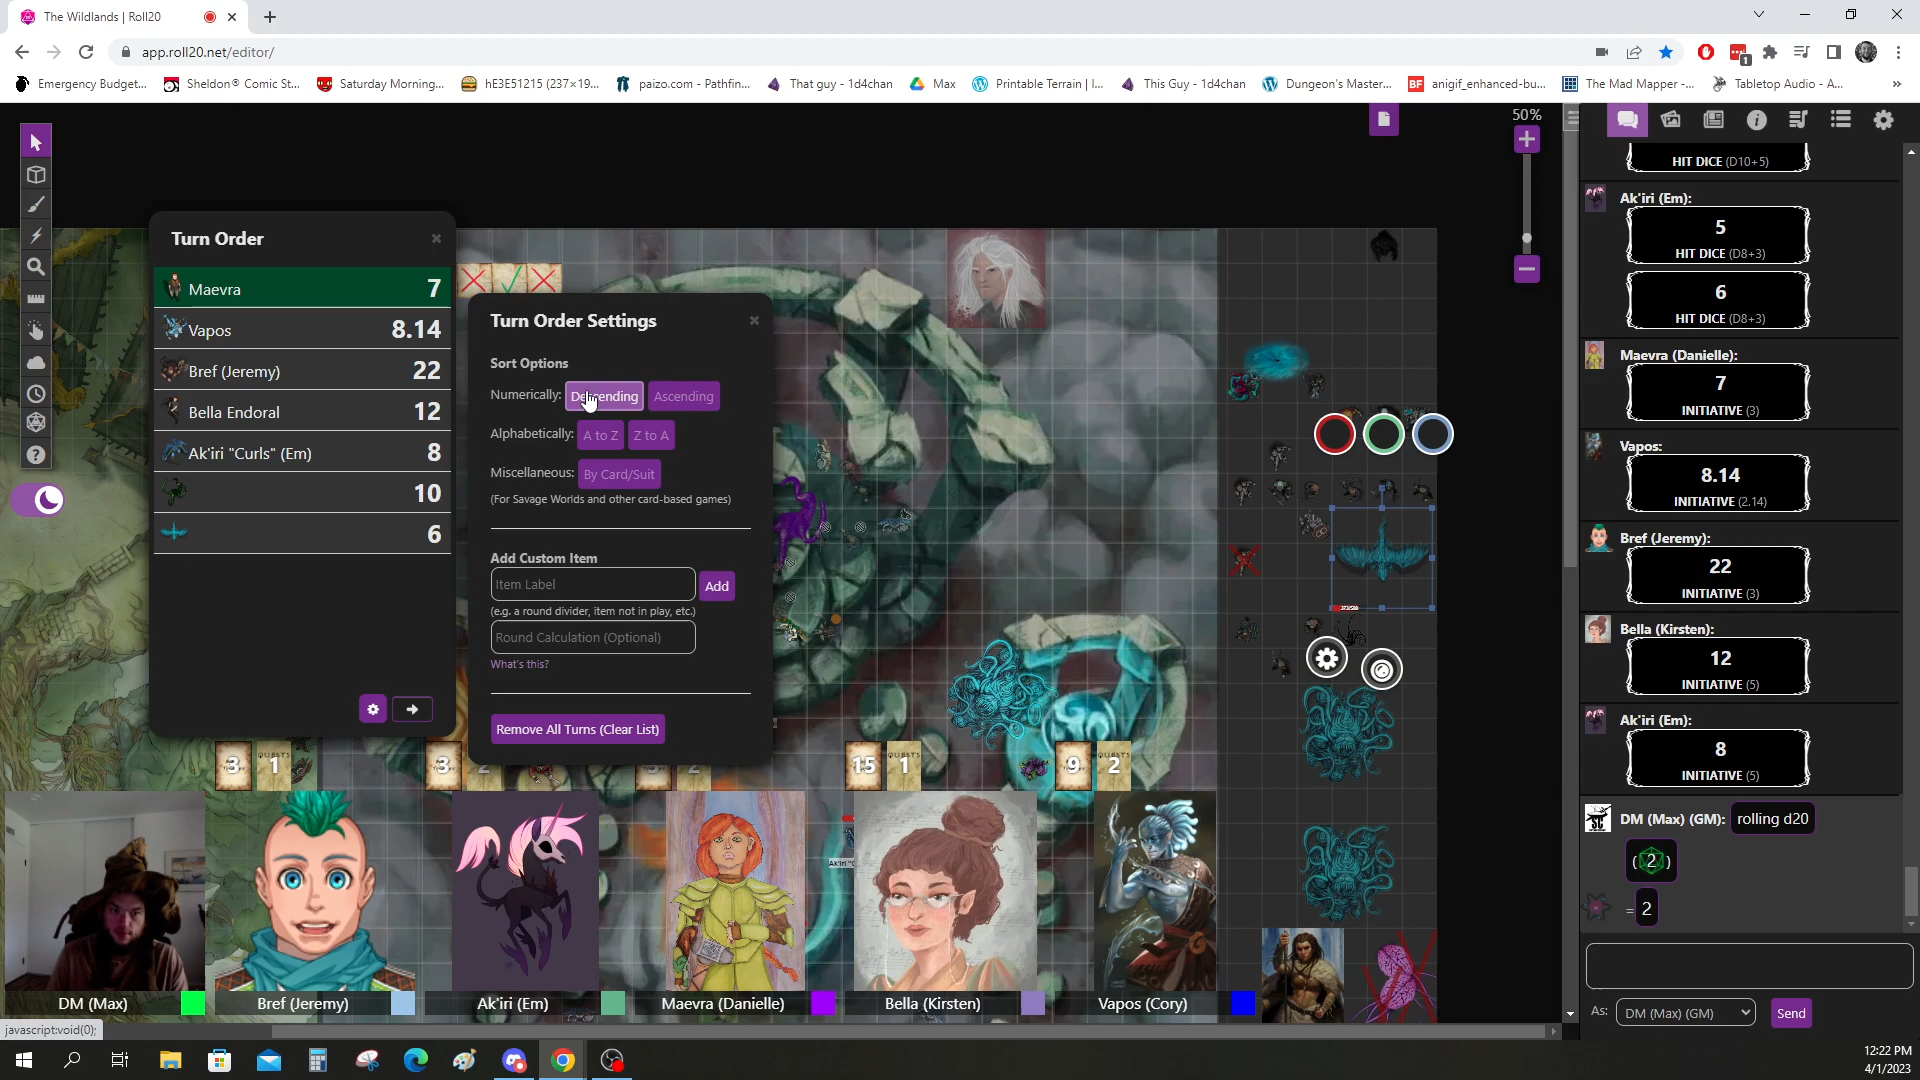 The Wildlands | Roll20
app.roll20.net/editor/
Emergency Budget...
Sheldon® Comic St...
Saturday Morning...
hE3E51215 (237×19...
paizo.com - Pathfin...
That guy - 1d4chan
Max
Printable Terrain | I...
This Guy - 1d4chan
Dungeon's Master...
anigif_enhanced-bu...
The Mad Mapper -...
Tabletop Audio - A...
50%
Turn Order
Maevra 7
Vapos 8.14
Bref (Jeremy) 22
Bella Endoral 12
Ak'iri "Curls" (Em) 8
10
6
Turn Order Settings
Sort Options
Numerically: Descending Ascending
Alphabetically: A to Z Z to A
Miscellaneous: By Card/Suit
(For Savage Worlds and other card-based games)
Add Custom Item
Item Label Add
(e.g. a round divider, item not in play, etc.)
Round Calculation (Optional)
What's this?
Remove All Turns (Clear List)
3 1
3 2
15 1
9 2
DM (Max)
Bref (Jeremy)
Ak'iri (Em)
Maevra (Danielle)
Bella (Kirsten)
Vapos (Cory)
javascript:void(0);
HIT DICE (D10+5)
Ak'iri (Em):
5
HIT DICE (D8+3)
6
HIT DICE (D8+3)
Maevra (Danielle):
7
INITIATIVE (3)
Vapos:
8.14
INITIATIVE (2.14)
Bref (Jeremy):
22
INITIATIVE (3)
Bella (Kirsten):
12
INITIATIVE (5)
Ak'iri (Em):
8
INITIATIVE (5)
DM (Max) (GM): rolling d20
(2)
=2
As: DM (Max) (GM) Send
12:22 PM
4/1/2023